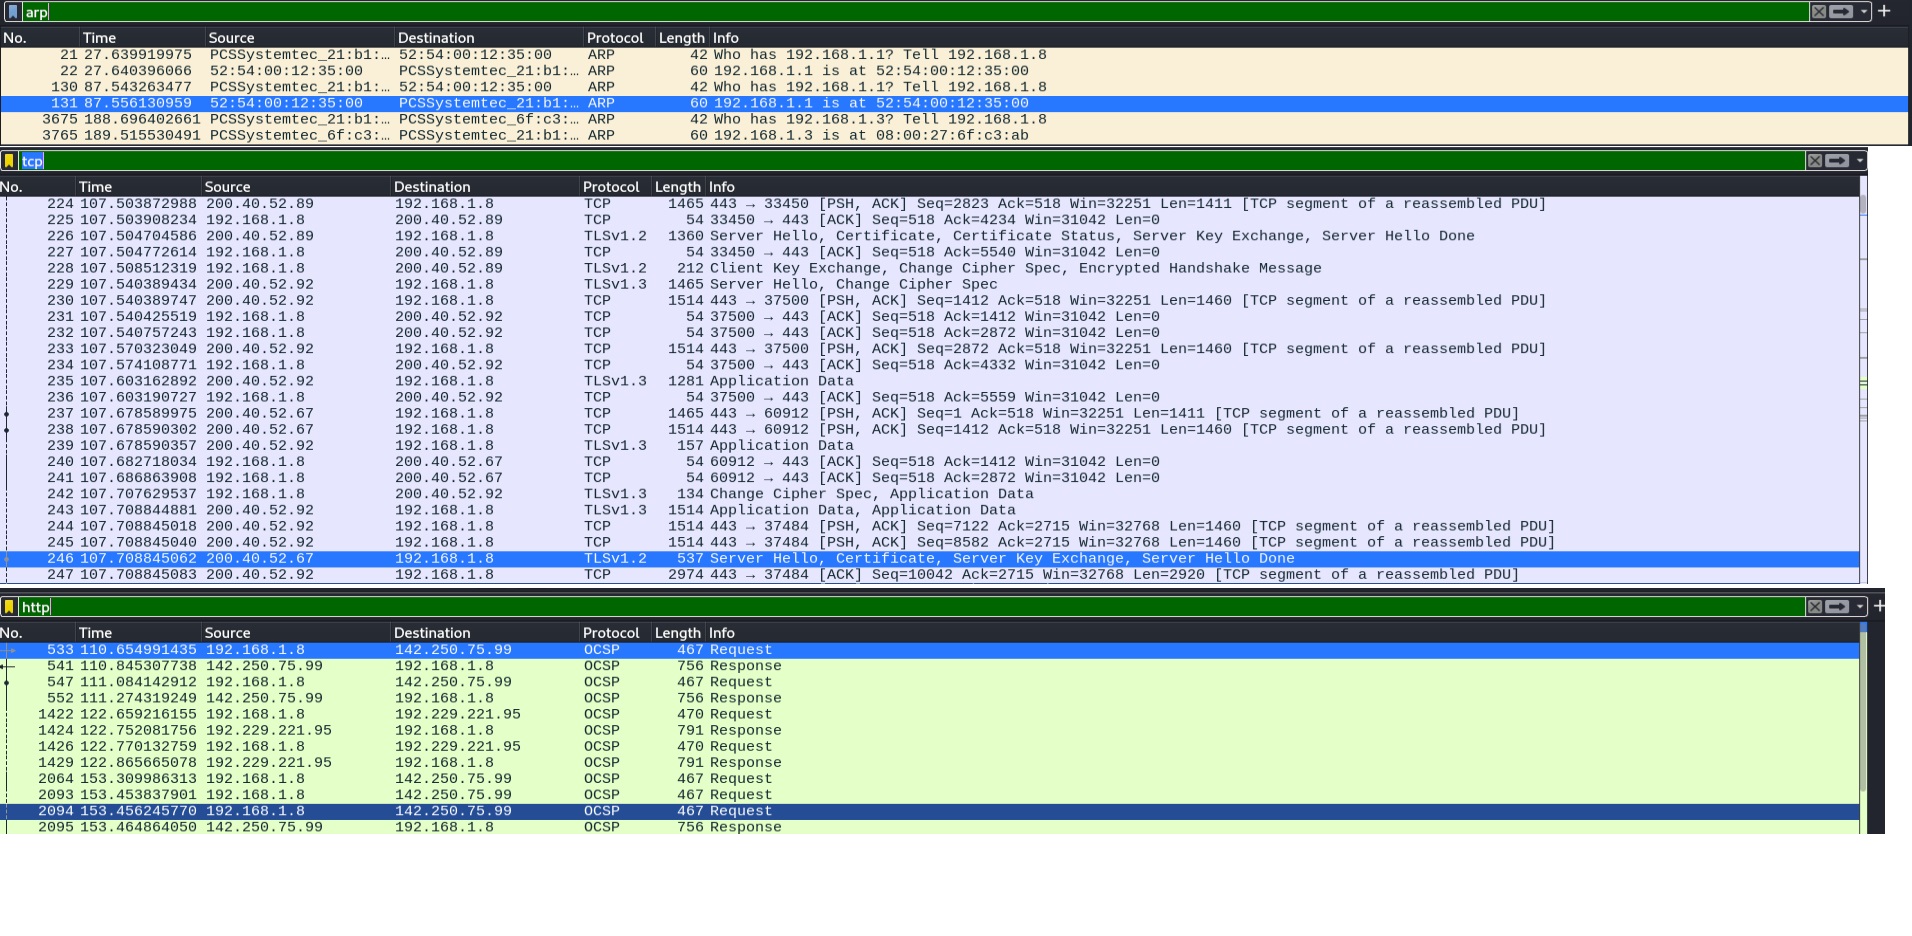 arp
No. Time Source Destination Protocol Length Info
21 27.639919975 PCSSystemtec_21:b1:… 52:54:00:12:35:00 ARP 42 Who has 192.168.1.1? Tell 192.168.1.8
22 27.640396066 52:54:00:12:35:00 PCSSystemtec_21:b1:… ARP 60 192.168.1.1 is at 52:54:00:12:35:00
130 87.543263477 PCSSystemtec_21:b1:… 52:54:00:12:35:00 ARP 42 Who has 192.168.1.1? Tell 192.168.1.8
131 87.556130959 52:54:00:12:35:00 PCSSystemtec_21:b1:… ARP 60 192.168.1.1 is at 52:54:00:12:35:00
3675 188.696402661 PCSSystemtec_21:b1:… PCSSystemtec_6f:c3:… ARP 42 Who has 192.168.1.3? Tell 192.168.1.8
3765 189.515530491 PCSSystemtec_6f:c3:… PCSSystemtec_21:b1:… ARP 60 192.168.1.3 is at 08:00:27:6f:c3:ab
tcp
No. Time Source Destination Protocol Length Info
224 107.503872988 200.40.52.89 192.168.1.8 TCP 1465 443 → 33450 [PSH, ACK] Seq=2823 Ack=518 Win=32251 Len=1411 [TCP segment of a reassembled PDU]
225 107.503908234 192.168.1.8 200.40.52.89 TCP 54 33450 → 443 [ACK] Seq=518 Ack=4234 Win=31042 Len=0
226 107.504704586 200.40.52.89 192.168.1.8 TLSv1.2 1360 Server Hello, Certificate, Certificate Status, Server Key Exchange, Server Hello Done
227 107.504772614 192.168.1.8 200.40.52.89 TCP 54 33450 → 443 [ACK] Seq=518 Ack=5540 Win=31042 Len=0
228 107.508512319 192.168.1.8 200.40.52.89 TLSv1.2 212 Client Key Exchange, Change Cipher Spec, Encrypted Handshake Message
229 107.540389434 200.40.52.92 192.168.1.8 TLSv1.3 1465 Server Hello, Change Cipher Spec
230 107.540389747 200.40.52.92 192.168.1.8 TCP 1514 443 → 37500 [PSH, ACK] Seq=1412 Ack=518 Win=32251 Len=1460 [TCP segment of a reassembled PDU]
231 107.540425519 192.168.1.8 200.40.52.92 TCP 54 37500 → 443 [ACK] Seq=518 Ack=1412 Win=31042 Len=0
232 107.540757243 192.168.1.8 200.40.52.92 TCP 54 37500 → 443 [ACK] Seq=518 Ack=2872 Win=31042 Len=0
233 107.570323049 200.40.52.92 192.168.1.8 TCP 1514 443 → 37500 [PSH, ACK] Seq=2872 Ack=518 Win=32251 Len=1460 [TCP segment of a reassembled PDU]
234 107.574108771 192.168.1.8 200.40.52.92 TCP 54 37500 → 443 [ACK] Seq=518 Ack=4332 Win=31042 Len=0
235 107.603162892 200.40.52.92 192.168.1.8 TLSv1.3 1281 Application Data
236 107.603190727 192.168.1.8 200.40.52.92 TCP 54 37500 → 443 [ACK] Seq=518 Ack=5559 Win=31042 Len=0
237 107.678589975 200.40.52.67 192.168.1.8 TCP 1465 443 → 60912 [PSH, ACK] Seq=1 Ack=518 Win=32251 Len=1411 [TCP segment of a reassembled PDU]
238 107.678590302 200.40.52.67 192.168.1.8 TCP 1514 443 → 60912 [PSH, ACK] Seq=1412 Ack=518 Win=32251 Len=1460 [TCP segment of a reassembled PDU]
239 107.678590357 200.40.52.92 192.168.1.8 TLSv1.3 157 Application Data
240 107.682718034 192.168.1.8 200.40.52.67 TCP 54 60912 → 443 [ACK] Seq=518 Ack=1412 Win=31042 Len=0
241 107.686863908 192.168.1.8 200.40.52.67 TCP 54 60912 → 443 [ACK] Seq=518 Ack=2872 Win=31042 Len=0
242 107.707629537 192.168.1.8 200.40.52.92 TLSv1.3 134 Change Cipher Spec, Application Data
243 107.708844881 200.40.52.92 192.168.1.8 TLSv1.3 1514 Application Data, Application Data
244 107.708845018 200.40.52.92 192.168.1.8 TCP 1514 443 → 37484 [PSH, ACK] Seq=7122 Ack=2715 Win=32768 Len=1460 [TCP segment of a reassembled PDU]
245 107.708845040 200.40.52.92 192.168.1.8 TCP 1514 443 → 37484 [PSH, ACK] Seq=8582 Ack=2715 Win=32768 Len=1460 [TCP segment of a reassembled PDU]
246 107.708845062 200.40.52.67 192.168.1.8 TLSv1.2 537 Server Hello, Certificate, Server Key Exchange, Server Hello Done
247 107.708845083 200.40.52.92 192.168.1.8 TCP 2974 443 → 37484 [ACK] Seq=10042 Ack=2715 Win=32768 Len=2920 [TCP segment of a reassembled PDU]
http
No. Time Source Destination Protocol Length Info
533 110.654991435 192.168.1.8 142.250.75.99 OCSP 467 Request
541 110.845307738 142.250.75.99 192.168.1.8 OCSP 756 Response
547 111.084142912 192.168.1.8 142.250.75.99 OCSP 467 Request
552 111.274319249 142.250.75.99 192.168.1.8 OCSP 756 Response
1422 122.659216155 192.168.1.8 192.229.221.95 OCSP 470 Request
1424 122.752081756 192.229.221.95 192.168.1.8 OCSP 791 Response
1426 122.770132759 192.168.1.8 192.229.221.95 OCSP 470 Request
1429 122.865665078 192.229.221.95 192.168.1.8 OCSP 791 Response
2064 153.309986313 192.168.1.8 142.250.75.99 OCSP 467 Request
2093 153.453837901 192.168.1.8 142.250.75.99 OCSP 467 Request
2094 153.456245770 192.168.1.8 142.250.75.99 OCSP 467 Request
2095 153.464864050 142.250.75.99 192.168.1.8 OCSP 756 Response